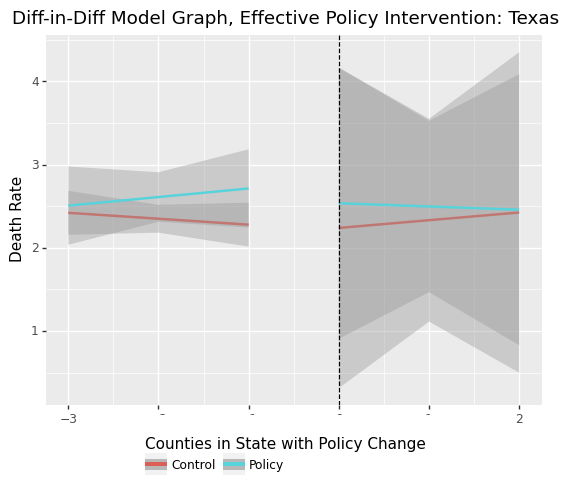 Diff-in-Diff Model Graph, Effective Policy Intervention: Texas
Death Rate
4
3
2
1
−3
2
Counties in State with Policy Change
Control
Policy